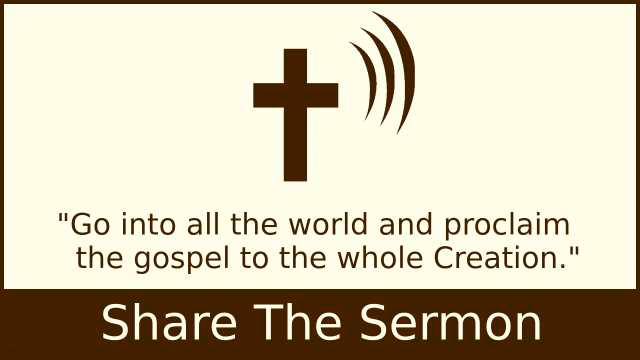 "Go into all the world and proclaim
the gospel to the whole Creation."
Share The Sermon